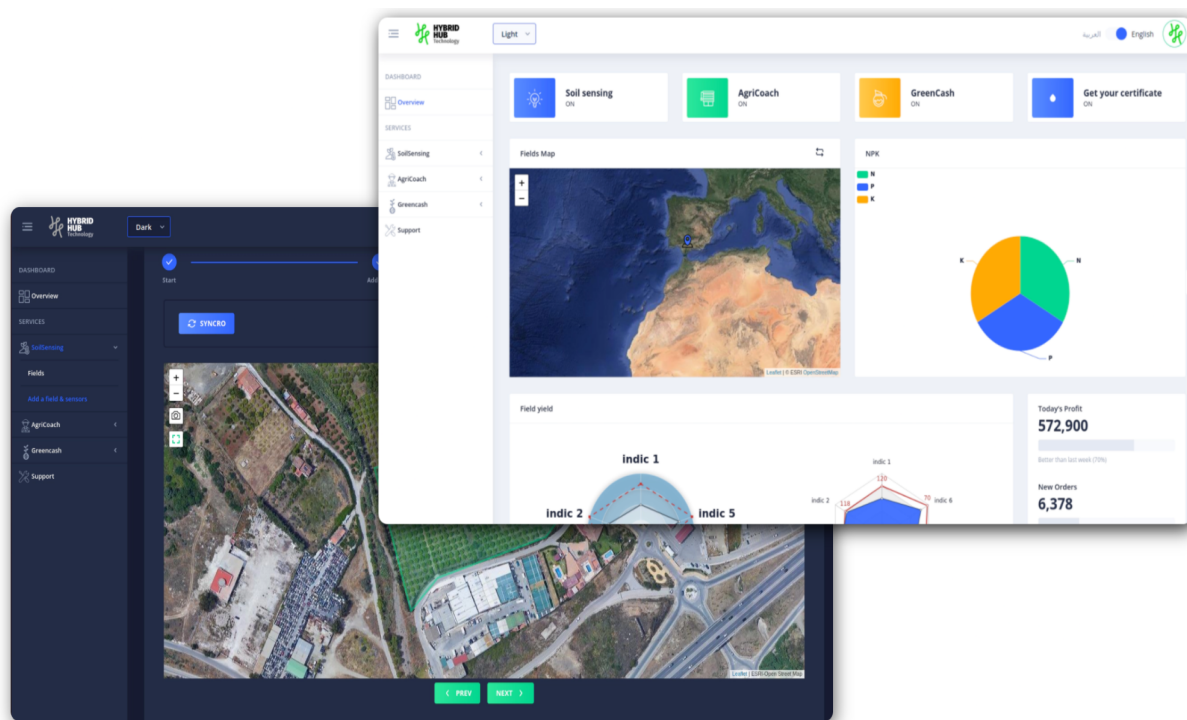 HYBRID
HUB
Technology
Light
العربية
English
DASHBOARD
Overview
SERVICES
SoilSensing
AgriCoach
Greencash
Support
Soil sensing
ON
AgriCoach
ON
GreenCash
ON
Get your certificate
ON
Fields Map
+
−
Leaflet | © ESRI OpenStreetMap
NPK
N
P
K
K
N
P
Field yield
indic 1
indic 2
indic 5
indic 1
120
indic 2
118
70
indic 6
Today's Profit
572,900
Better than last week (70%)
New Orders
6,378
HYBRID
HUB
Technology
Dark
DASHBOARD
Overview
SERVICES
SoilSensing
Fields
Add a field & sensors
AgriCoach
Greencash
Support
Start
Add
SYNCRO
+
−
Leaflet | ESRI Open Street Map
PREV
NEXT